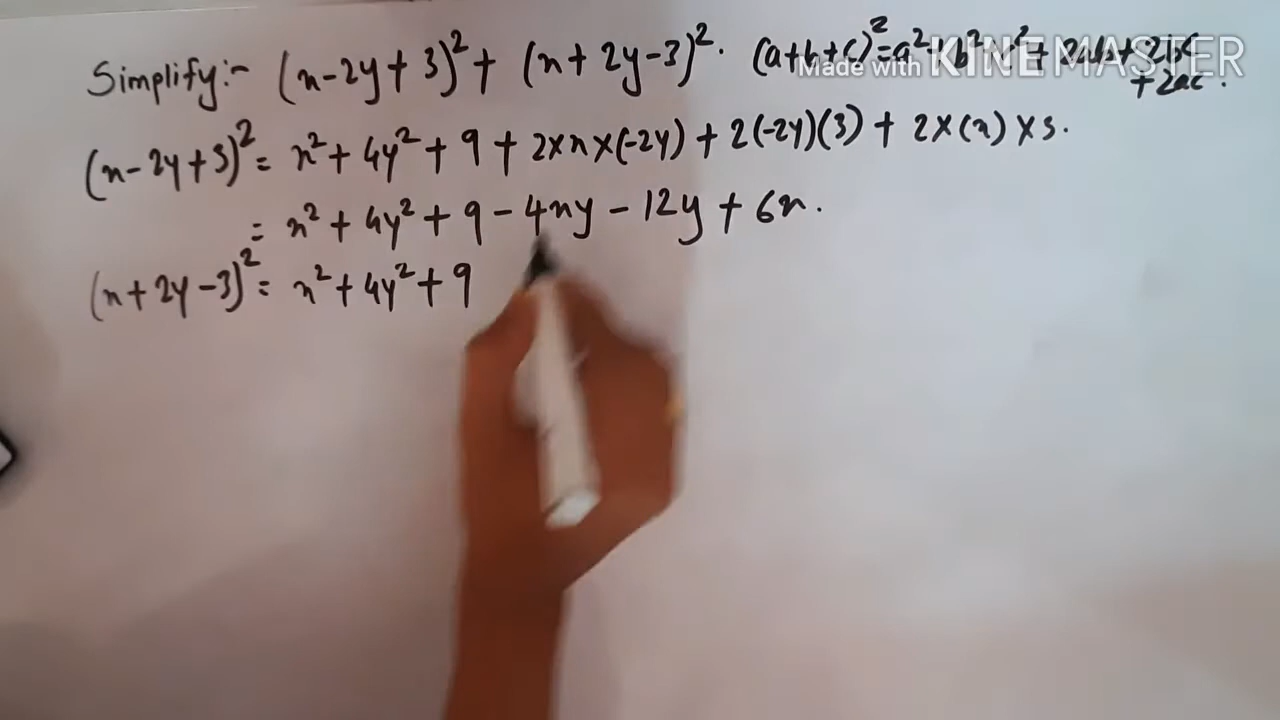 Simplify:- (x-2y+3)² + (x+2y-3)². (a+b+c)²=a²+b²+c²+2ab+2bc
+2ac.
Made with KINEMASTER
(x-2y+3)² = x²+4y²+9+2×x×(-2y)+2(-2y)(3)+2×(x)×3.
= x²+4y²+9-4xy-12y+6x.
(x+2y-3)² = x²+4y²+9